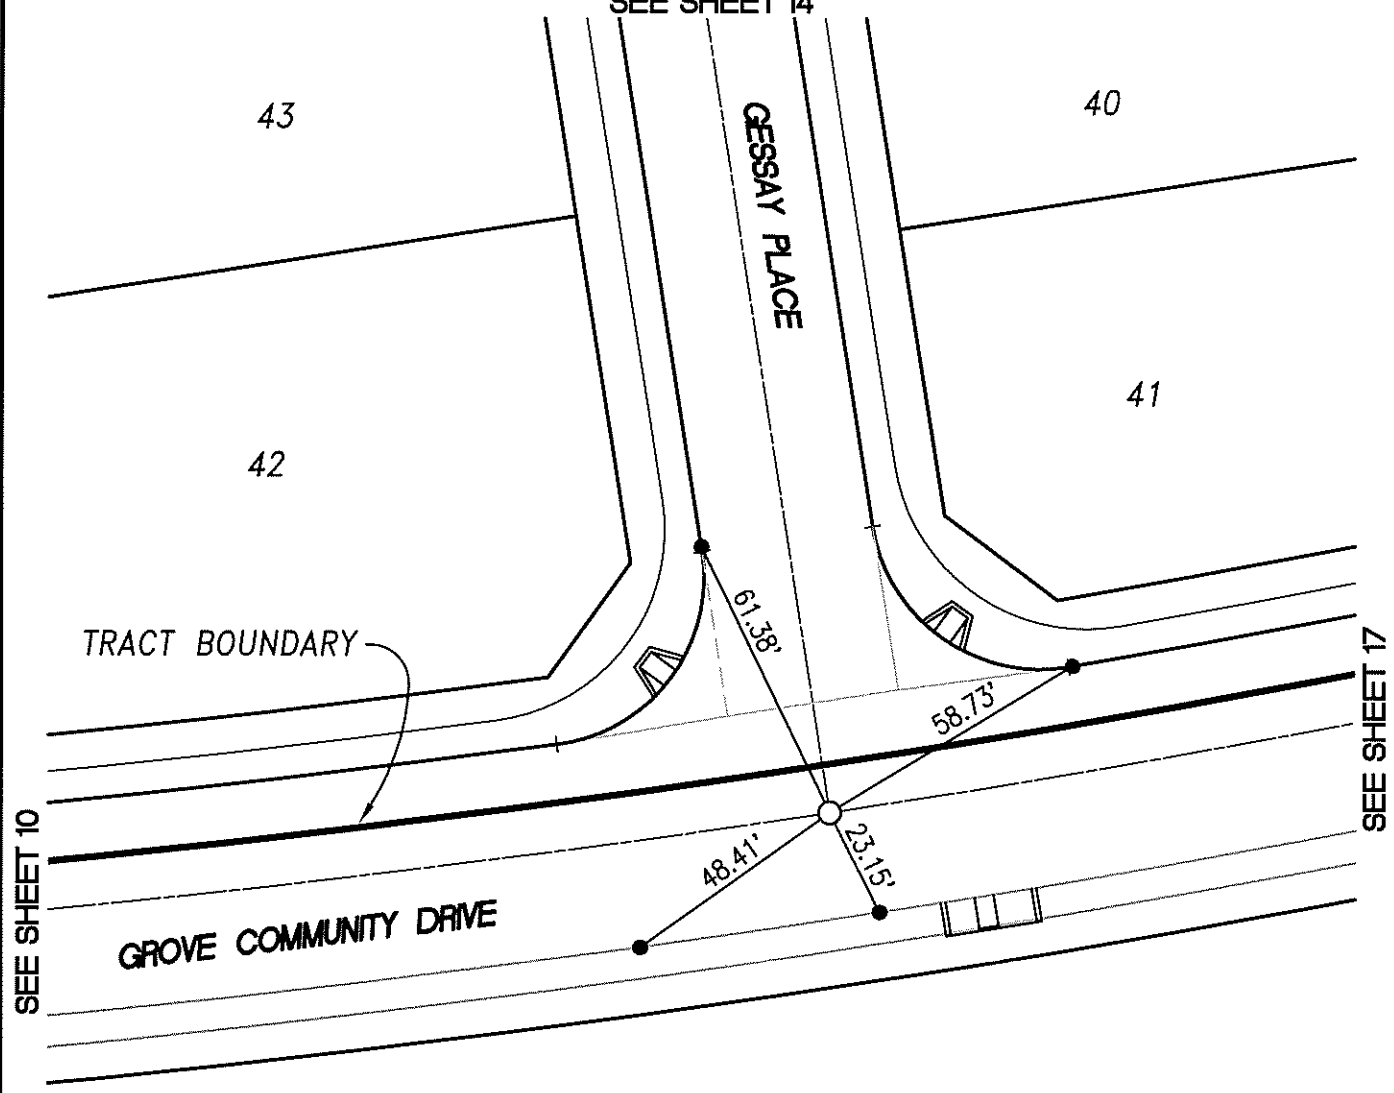 SEE SHEET 14
43
40
GESSAY PLACE
41
42
61.38'
TRACT BOUNDARY
58.73'
SEE SHEET 17
48.41'
23.15'
SEE SHEET 10
GROVE COMMUNITY DRIVE